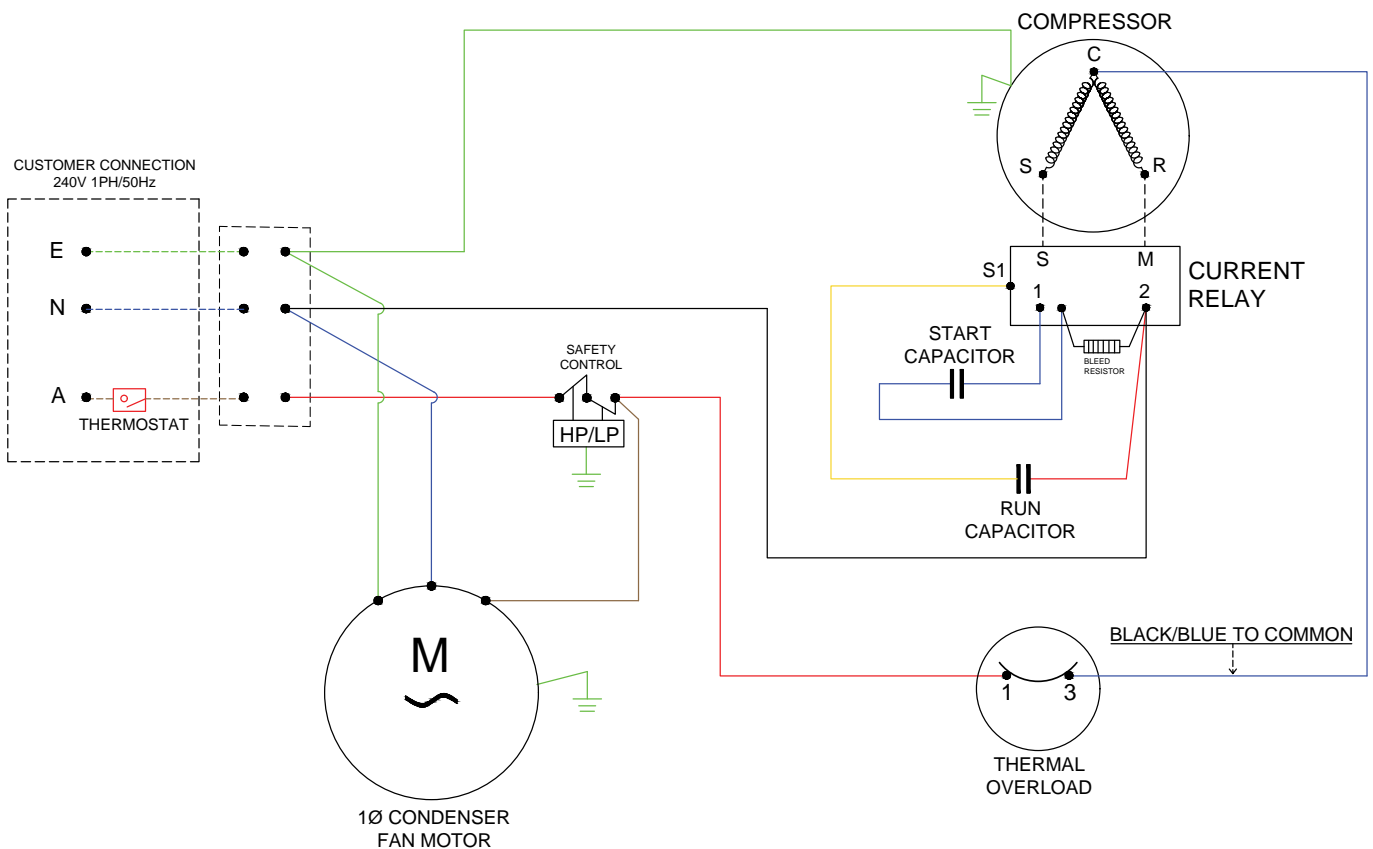 COMPRESSOR
C
S
R
CUSTOMER CONNECTION
240V 1PH/50Hz
E
N
A
THERMOSTAT
S1
S
M
1
2
CURRENT
RELAY
START
CAPACITOR
BLEED
RESISTOR
SAFETY
CONTROL
HP/LP
RUN
CAPACITOR
M
BLACK/BLUE TO COMMON
1
3
THERMAL
OVERLOAD
1Ø CONDENSER
FAN MOTOR